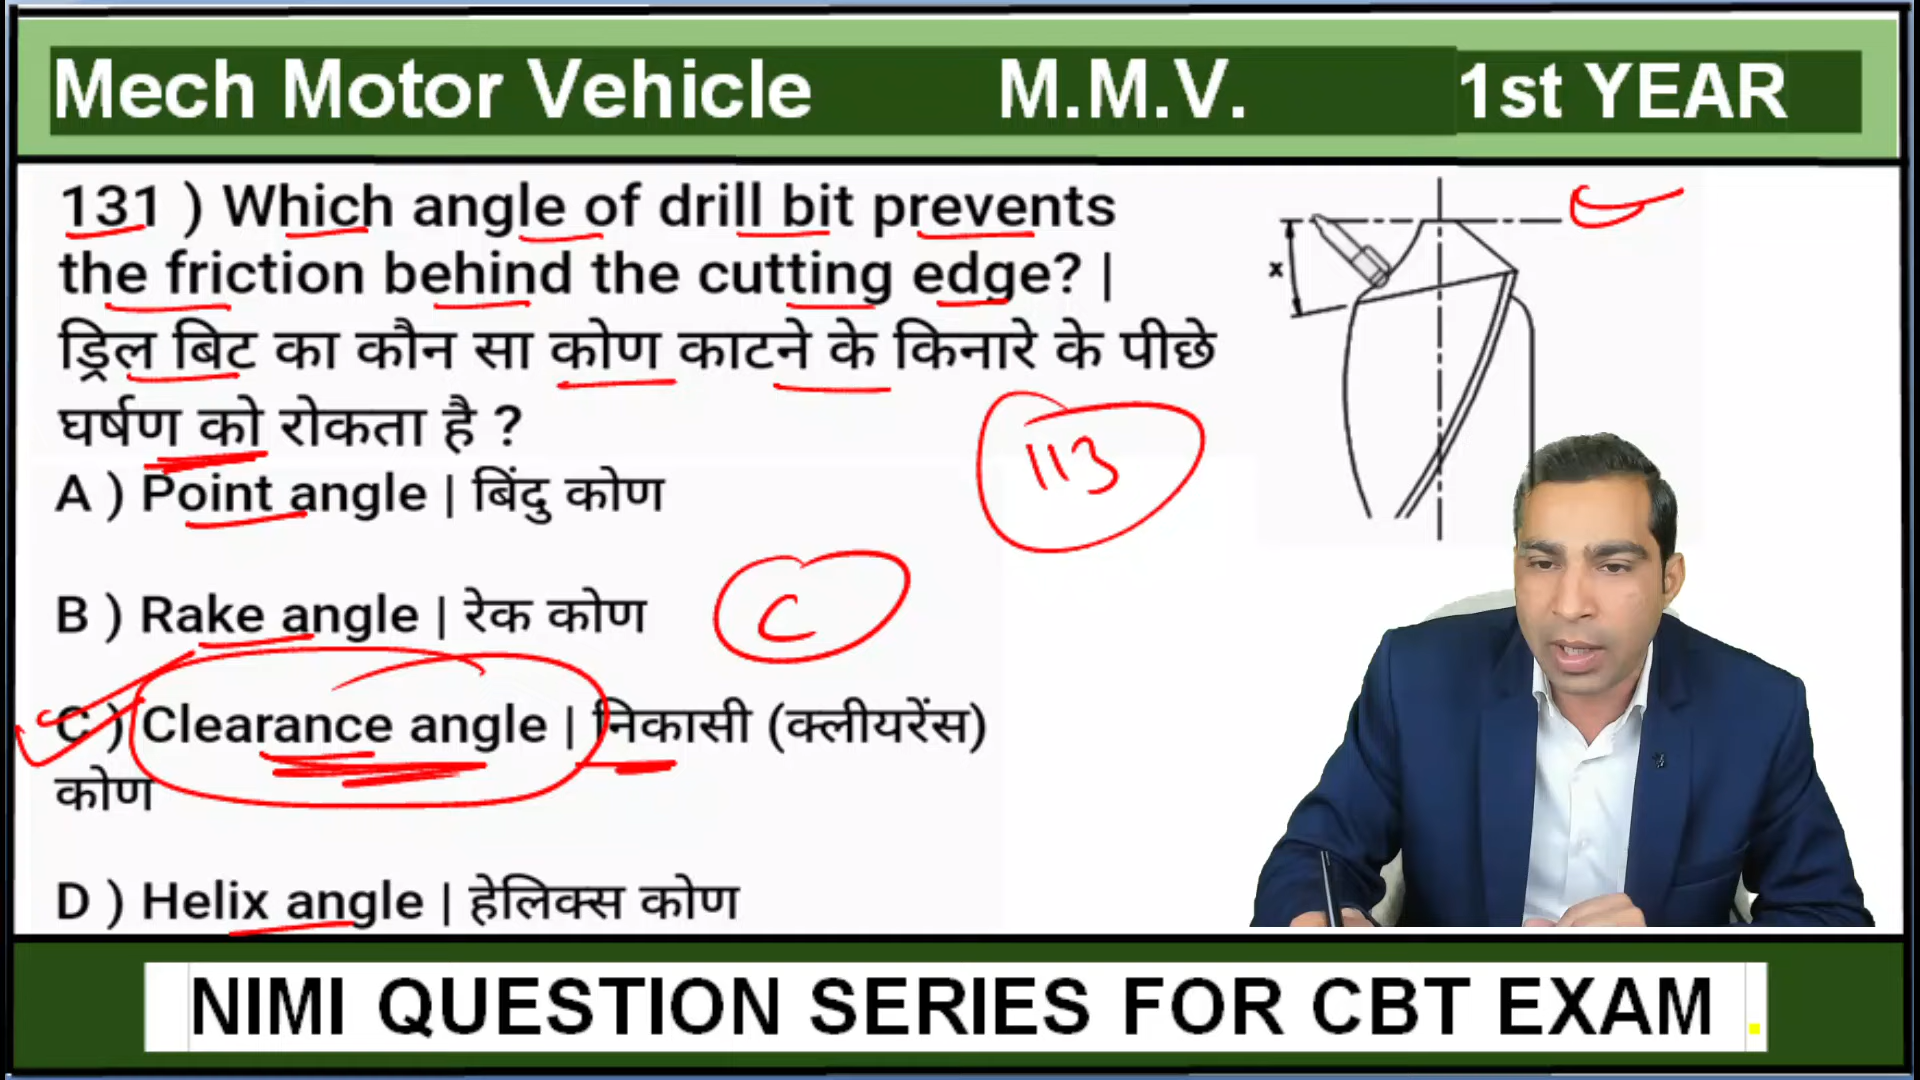 Mech Motor Vehicle M.M.V. 1st YEAR
131 ) Which angle of drill bit prevents
the friction behind the cutting edge? |
ड्रिल बिट का कौन सा कोण काटने के किनारे के पीछे
घर्षण को रोकता है ?
A ) Point angle | बिंदु कोण
B ) Rake angle | रेक कोण
C ) Clearance angle | निकासी (क्लीयरेंस)
कोण
D ) Helix angle | हेलिक्स कोण
113
C
x
NIMI QUESTION SERIES FOR CBT EXAM .